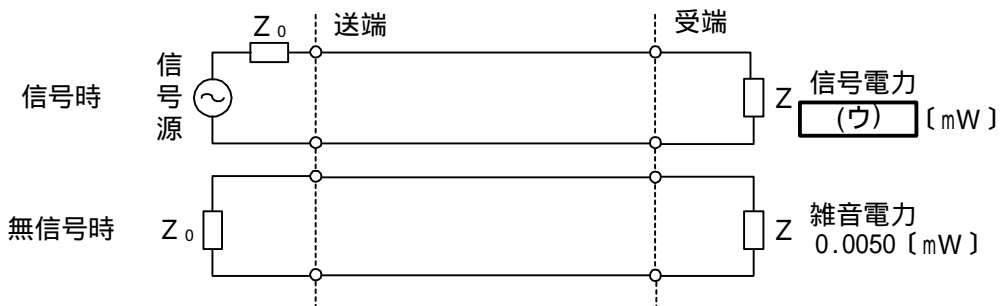 Z0 送端 受端
信号時 信号源 Z 信号電力
(ウ) 〔mW〕
無信号時 Z0 Z 雑音電力
0.0050〔mW〕